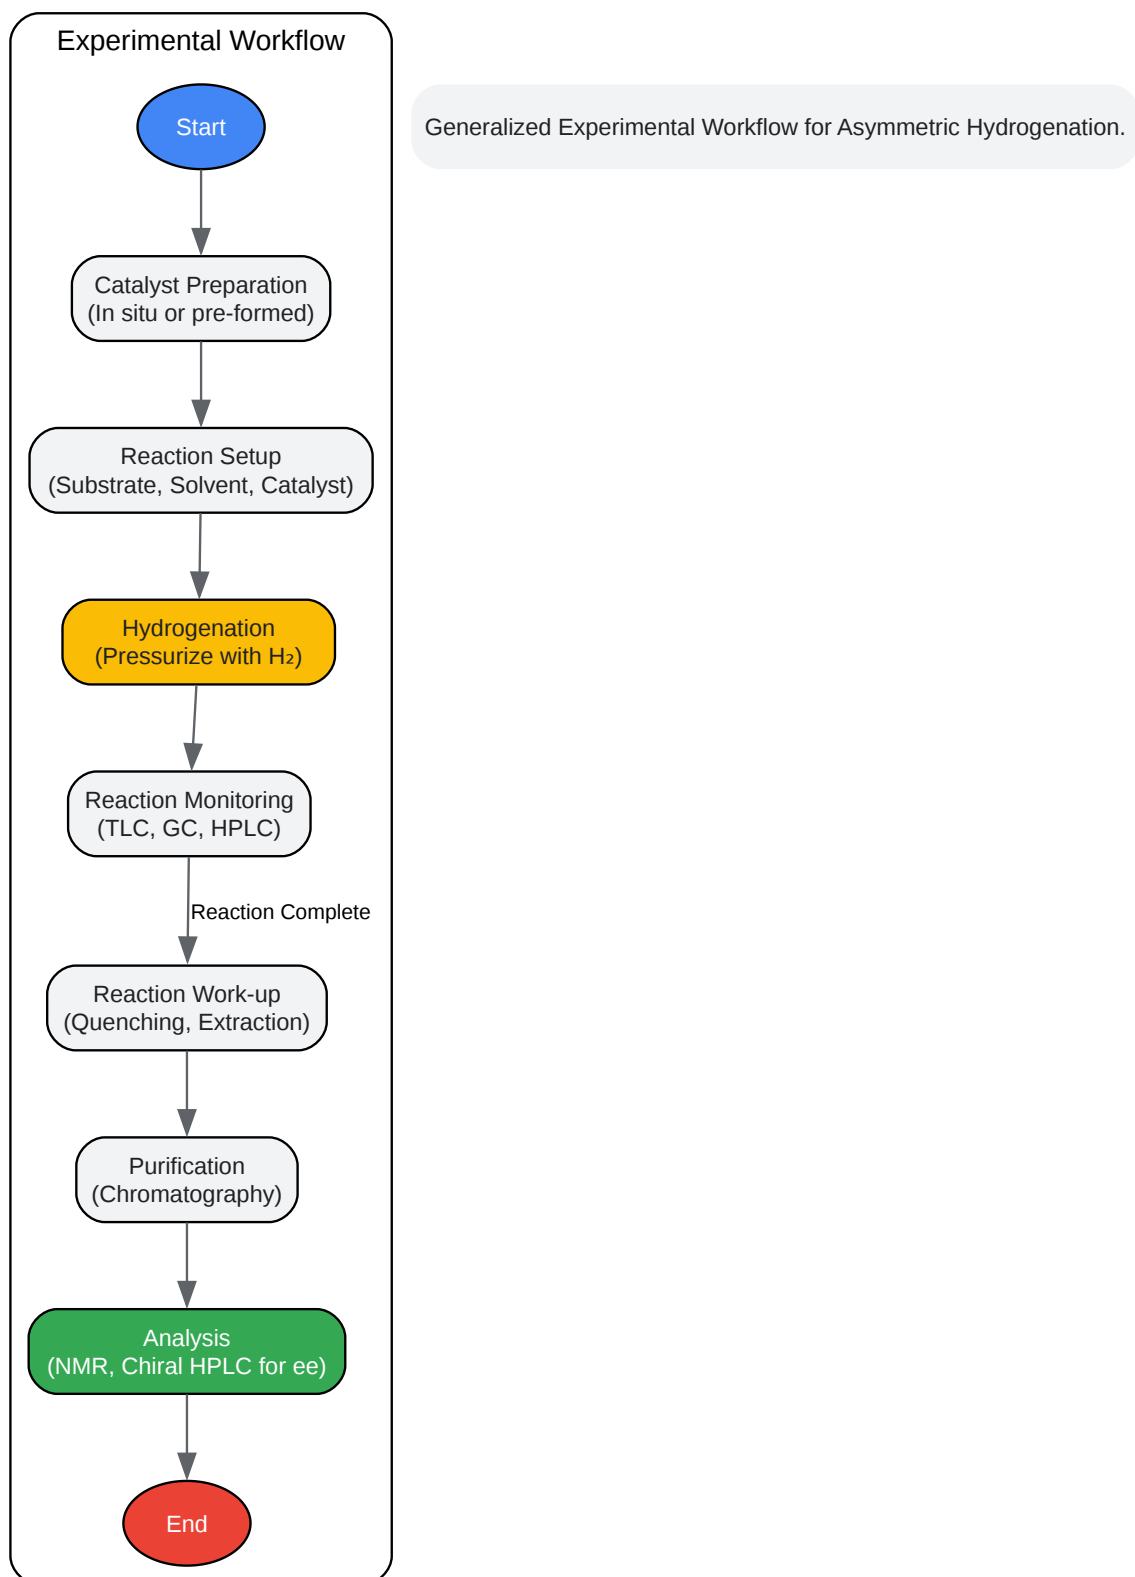 Experimental Workflow
Start
Generalized Experimental Workflow for Asymmetric Hydrogenation.
Catalyst Preparation
(In situ or pre-formed)
Reaction Setup
(Substrate, Solvent, Catalyst)
Hydrogenation
(Pressurize with H₂)
Reaction Monitoring
(TLC, GC, HPLC)
Reaction Complete
Reaction Work-up
(Quenching, Extraction)
Purification
(Chromatography)
Analysis
(NMR, Chiral HPLC for ee)
End